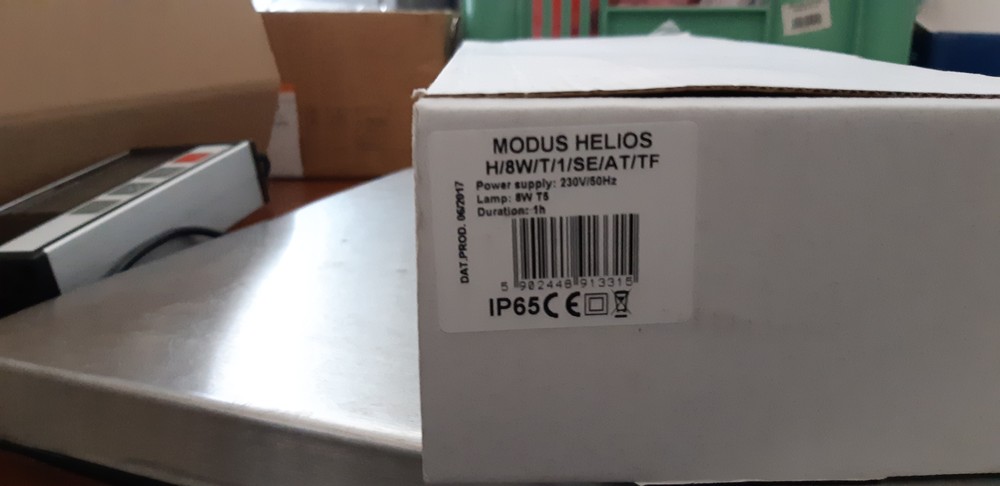 MODUS HELIOS
H/8W/T/1/SE/AT/TF
Power supply: 230V/50Hz
Lamp: 8W T5
Duration: 1h
DAT.PROD. 06/2017
5 902448 913315
IP65 CE